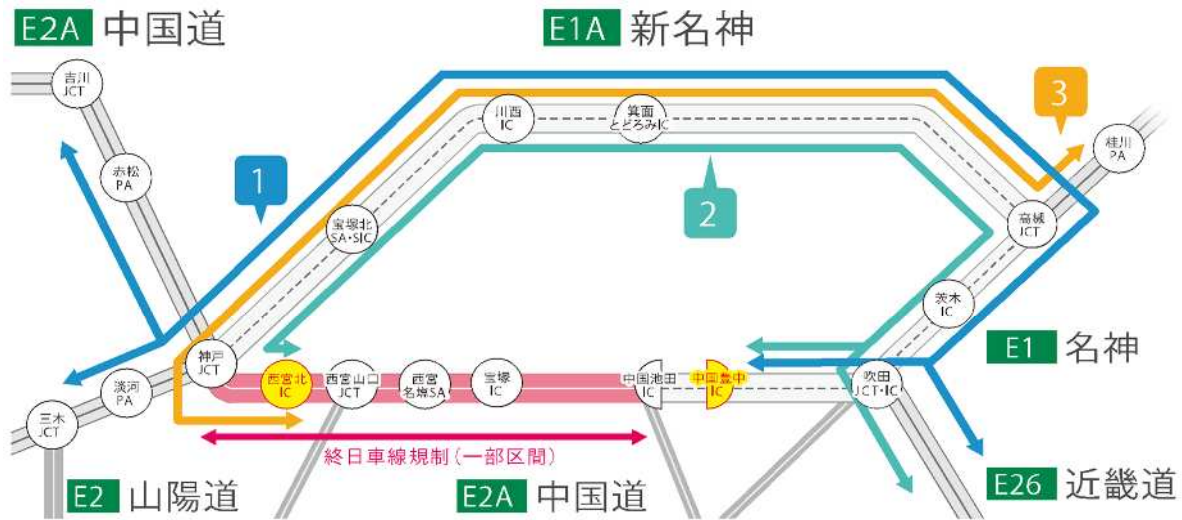 E2A 中国道
E1A 新名神
吉川
JCT
赤松
PA
1
宝塚北
SA・SIC
川西
IC
箕面
とどろみIC
2
3
桂川
PA
高槻
JCT
茨木
IC
E1 名神
神戸
JCT
淡河
PA
三木
JCT
西宮北
IC
西宮山口
JCT
西宮
名塩SA
宝塚
IC
中国池田
IC
中国豊中
IC
吹田
JCT・IC
終日車線規制(一部区間)
E2 山陽道
E2A 中国道
E26 近畿道